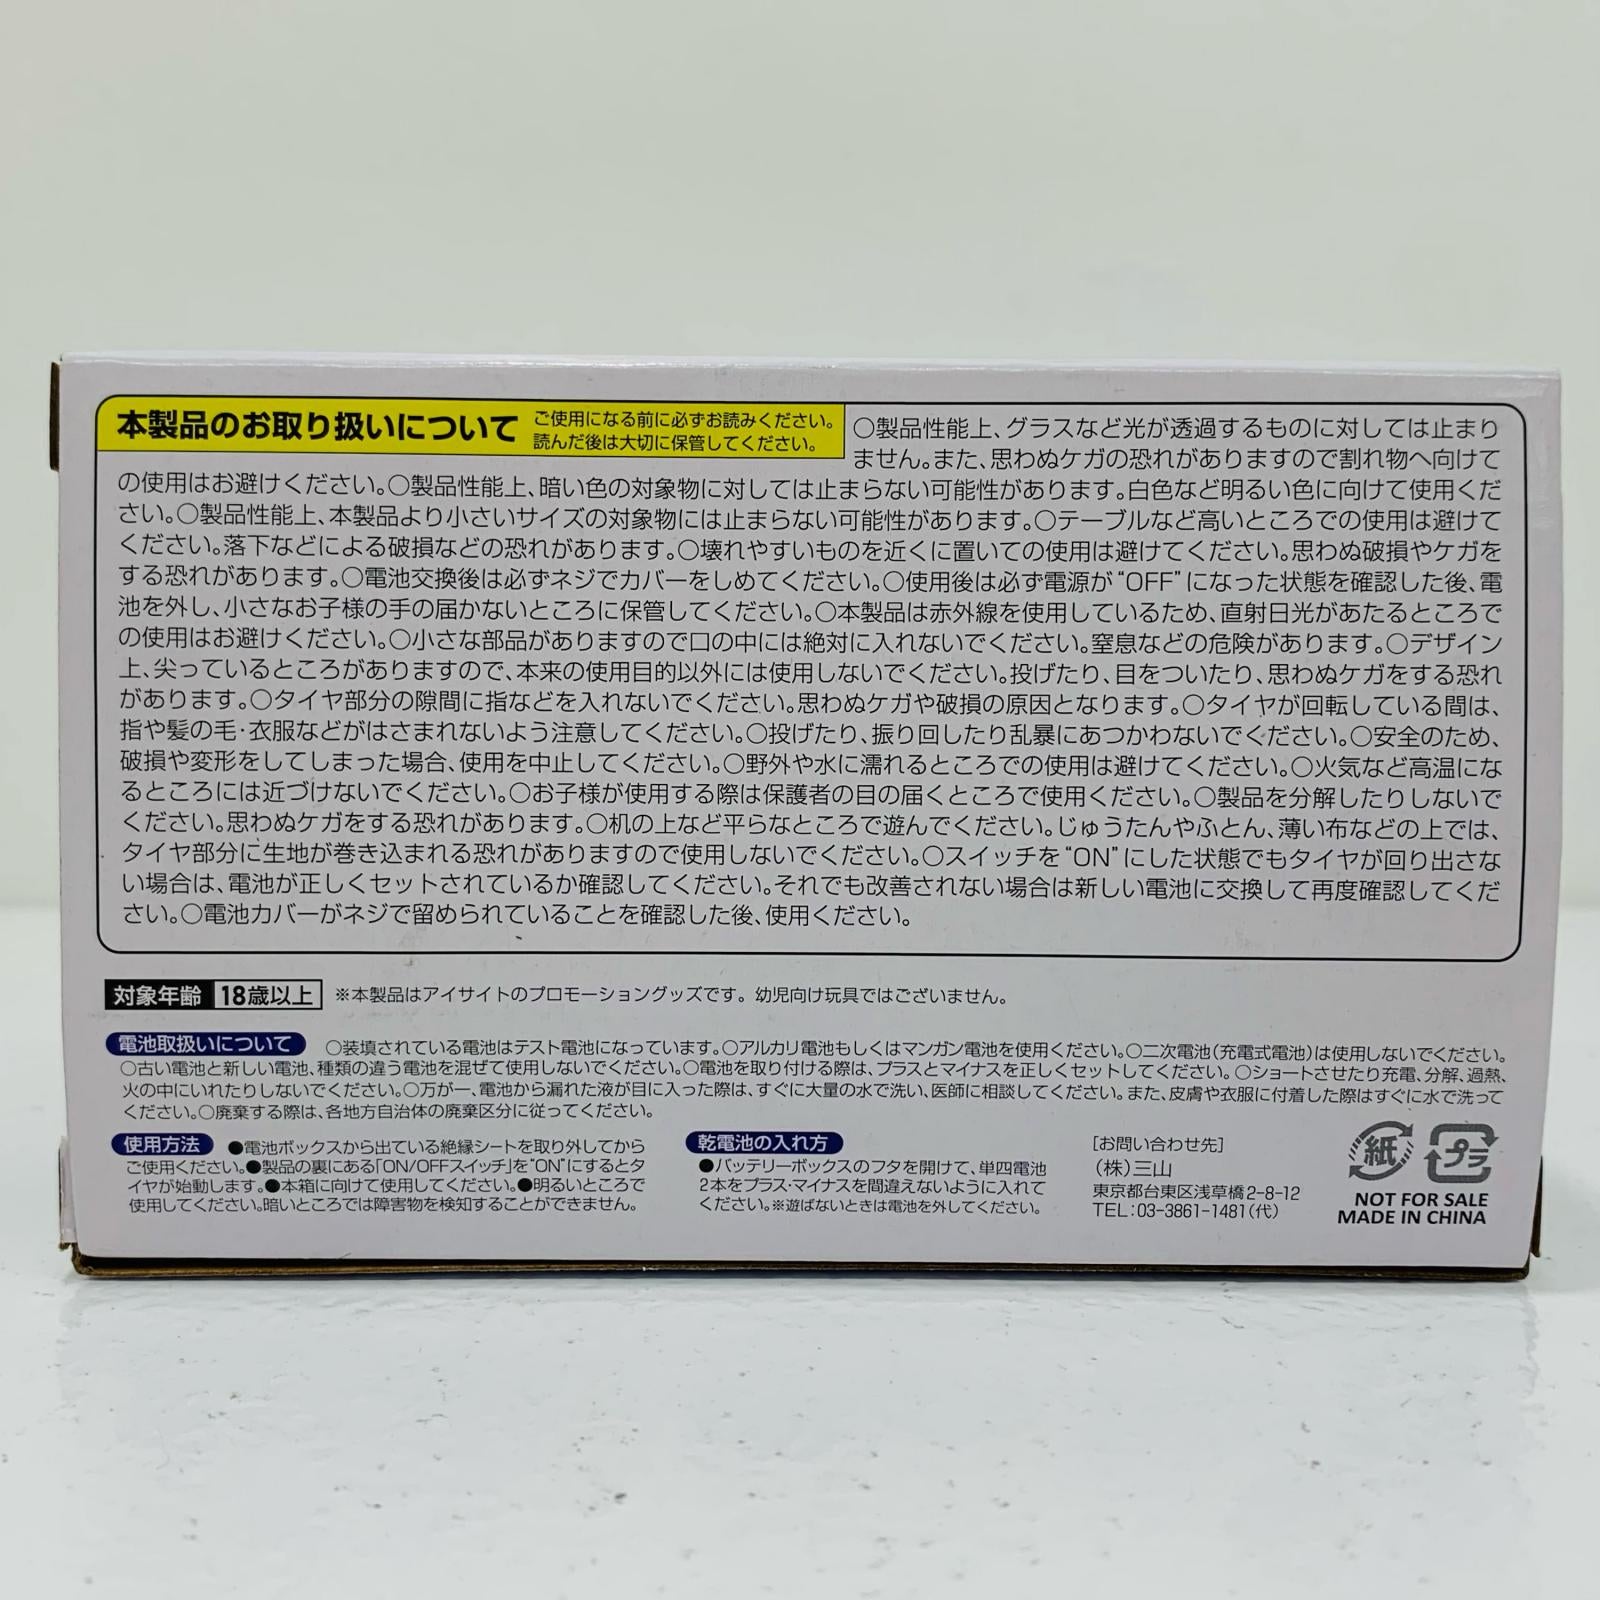 本製品のお取り扱いについて
ご使用になる前に必ずお読みください。
読んだ後は大切に保管してください。
○製品性能上、グラスなど光が透過するものに対しては止まり
ません。また、思わぬケガの恐れがありますので割れ物へ向けて
の使用はお避けください。○製品性能上、暗い色の対象物に対しては止まらない可能性があります。白色など明るい色に向けて使用くだ
さい。○製品性能上、本製品より小さいサイズの対象物には止まらない可能性があります。○テーブルなど高いところでの使用は避けて
ください。落下などによる破損などの恐れがあります。○壊れやすいものを近くに置いての使用は避けてください。思わぬ破損やケガを
する恐れがあります。○電池交換後は必ずネジでカバーをしめてください。○使用後は必ず電源が“OFF”になった状態を確認した後、電
池を外し、小さなお子様の手の届かないところに保管してください。○本製品は赤外線を使用しているため、直射日光があたるところで
の使用はお避けください。○小さな部品がありますので口の中には絶対に入れないでください。窒息などの危険があります。○デザイン
上、尖っているところがありますので、本来の使用目的以外には使用しないでください。投げたり、目をついたり、思わぬケガをする恐れ
があります。○タイヤ部分の隙間に指などを入れないでください。思わぬケガや破損の原因となります。○タイヤが回転している間は、
指や髪の毛・衣服などがはさまれないよう注意してください。○投げたり、振り回したり乱暴にあつかわないでください。○安全のため、
破損や変形をしてしまった場合、使用を中止してください。○野外や水に濡れるところでの使用は避けてください。○火気など高温にな
るところには近づけないでください。○お子様が使用する際は保護者の目の届くところで使用ください。○製品を分解したりしないで
ください。思わぬケガをする恐れがあります。○机の上など平らなところで遊んでください。じゅうたんやふとん、薄い布などの上では、
タイヤ部分に生地が巻き込まれる恐れがありますので使用しないでください。○スイッチを“ON”にした状態でもタイヤが回り出さな
い場合は、電池が正しくセットされているか確認してください。それでも改善されない場合は新しい電池に交換して再度確認してくだ
さい。○電池カバーがネジで留められていることを確認した後、使用ください。
対象年齢 18歳以上 ※本製品はアイサイトのプロモーショングッズです。幼児向け玩具ではございません。
電池取扱いについて ○装填されている電池はテスト電池になっています。○アルカリ電池もしくはマンガン電池を使用ください。○二次電池(充電式電池)は使用しないでください。
○古い電池と新しい電池、種類の違う電池を混ぜて使用しないでください。○電池を取り付ける際は、プラスとマイナスを正しくセットしてください。○ショートさせたり充電、分解、過熱、
火の中にいれたりしないでください。○万が一、電池から漏れた液が目に入った際は、すぐに大量の水で洗い、医師に相談してください。また、皮膚や衣服に付着した際はすぐに水で洗って
ください。○廃棄する際は、各地方自治体の廃棄区分に従ってください。
使用方法 ●電池ボックスから出ている絶縁シートを取り外してから
ご使用ください。●製品の裏にある「ON/OFFスイッチ」を“ON”にするとタ
イヤが始動します。●本箱に向けて使用してください。●明るいところで
使用してください。暗いところでは障害物を検知することができません。
乾電池の入れ方
●バッテリーボックスのフタを開けて、単四電池
2本をプラス・マイナスを間違えないように入れて
ください。※遊ばないときは電池を外してください。
[お問い合わせ先]
(株)三山
東京都台東区浅草橋2-8-12
TEL:03-3861-1481(代)
紙 プラ
NOT FOR SALE
MADE IN CHINA